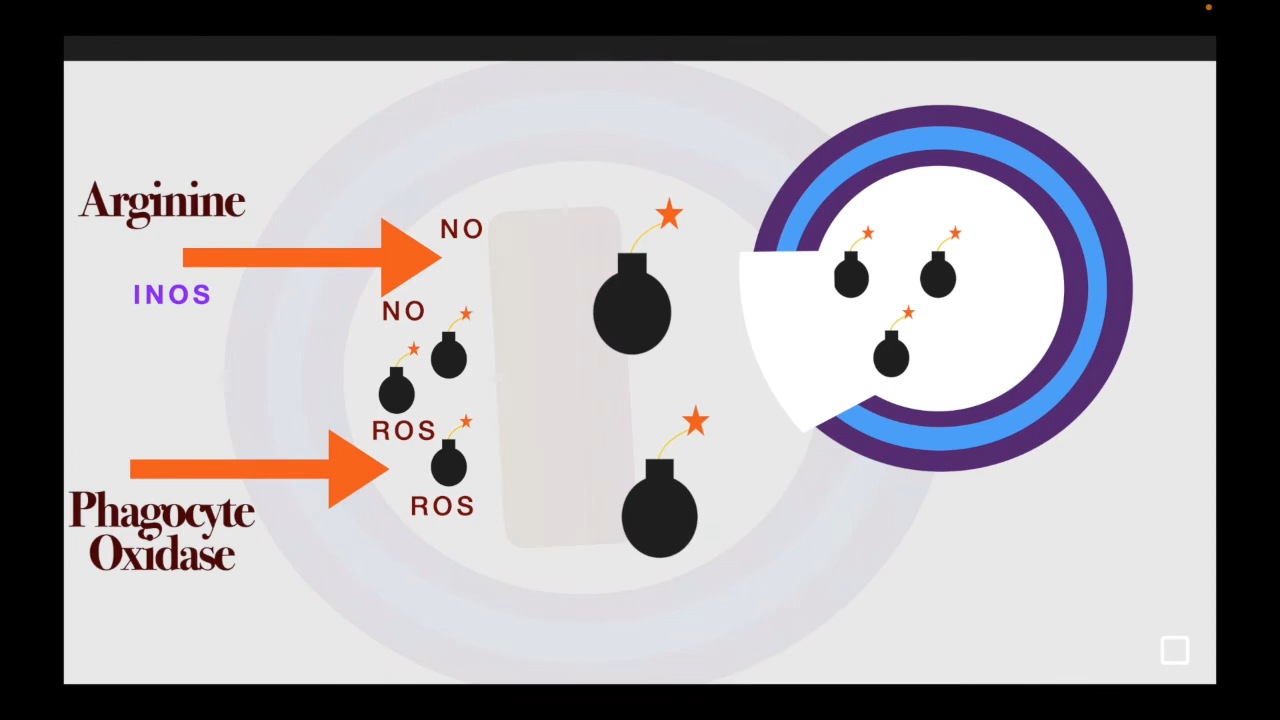 Arginine
NO
INOS
NO
ROS
ROS
Phagocyte
Oxidase